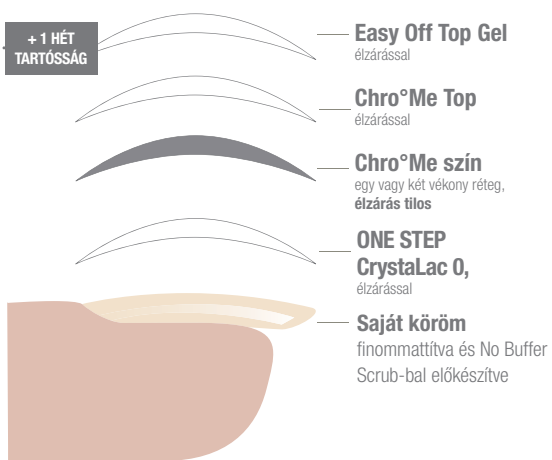 + 1 HÉT
TARTÓSSÁG
Easy Off Top Gel
élzárással
Chro°Me Top
élzárással
Chro°Me szín
egy vagy két vékony réteg,
élzárás tilos
ONE STEP
CrystaLac 0,
élzárással
Saját köröm
finommattítva és No Buffer
Scrub-bal előkészítve